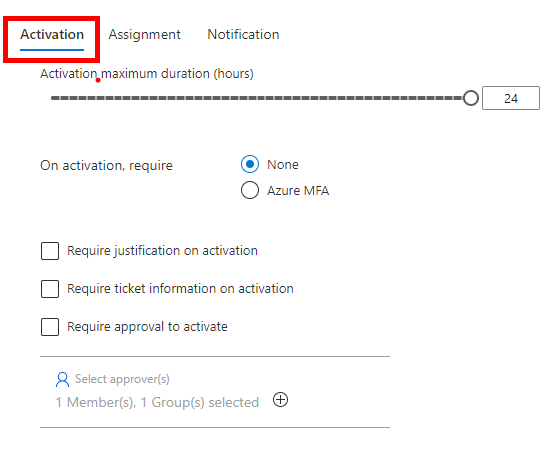 Activation Assignment Notification
Activation maximum duration (hours)
24
On activation, require
None
Azure MFA
Require justification on activation
Require ticket information on activation
Require approval to activate
Select approver(s)
1 Member(s), 1 Group(s) selected